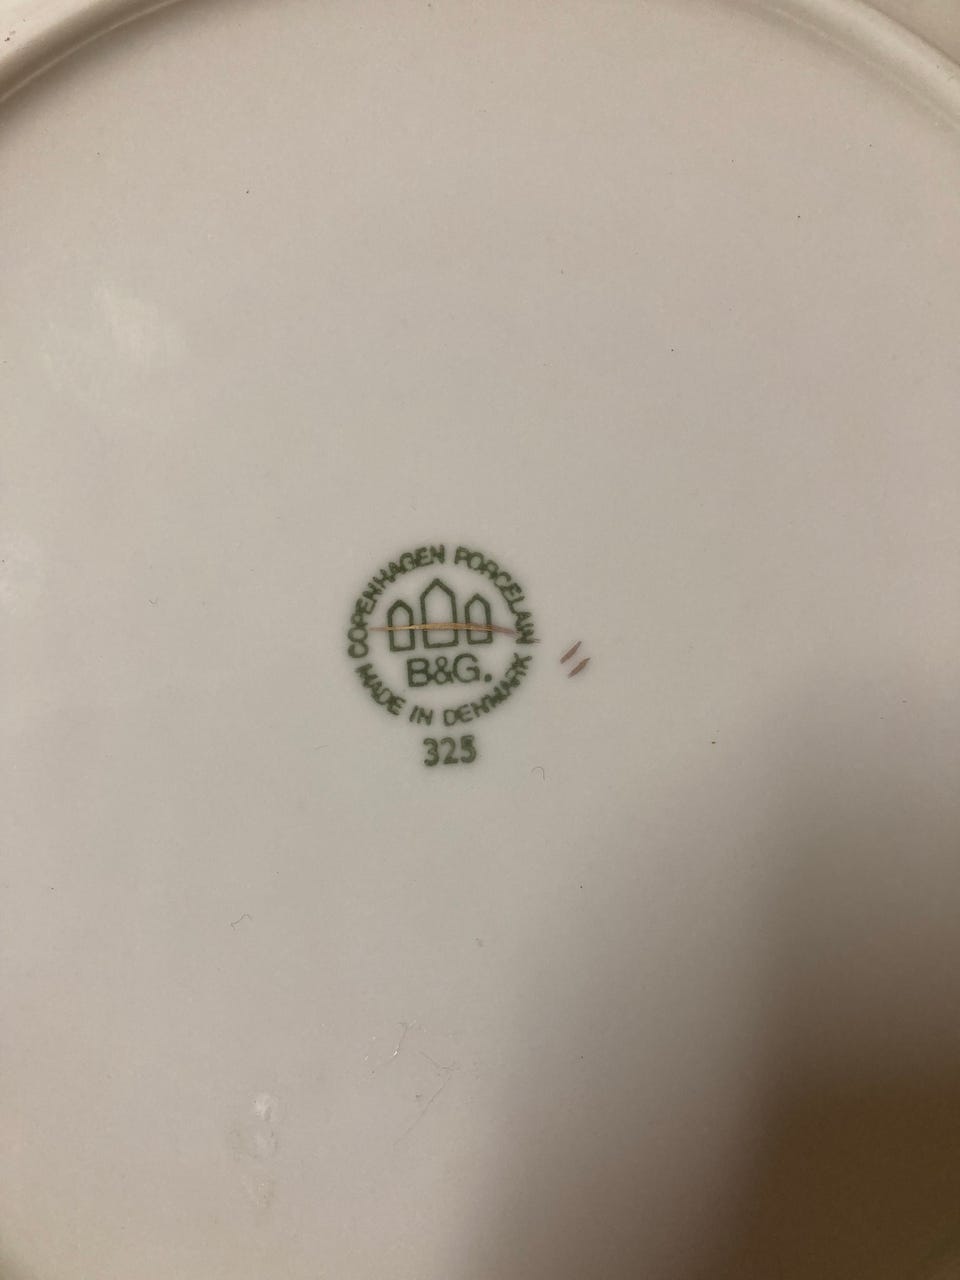 COPENHAGEN PORCELAIN
B&G.
MADE IN DENMARK
325